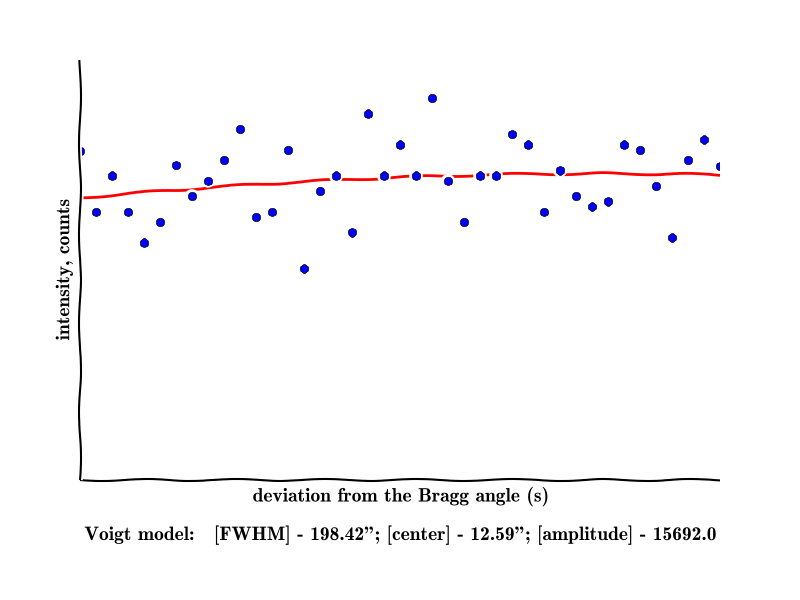 intensity, counts
deviation from the Bragg angle (s)
Voigt model: [FWHM] - 198.42”; [center] - 12.59”; [amplitude] - 15692.0